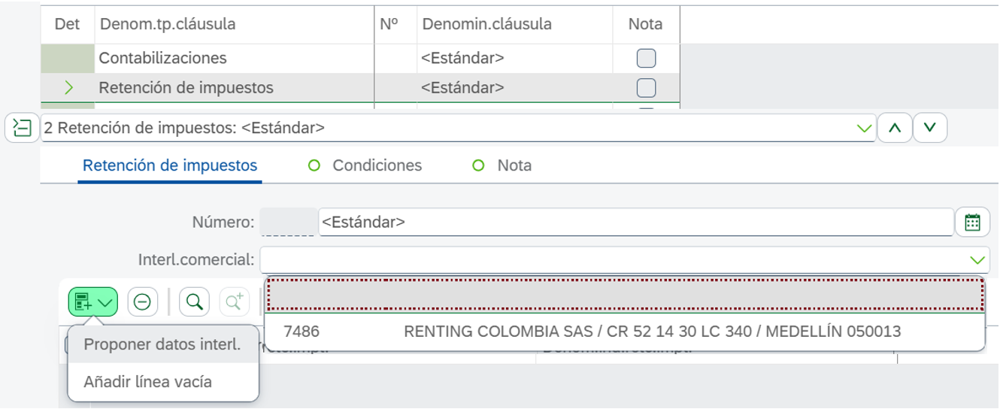 Det Denom.tp.cláusula Nº Denomin.cláusula Nota
Contabilizaciones <Estándar>
Retención de impuestos <Estándar>
2 Retención de impuestos: <Estándar>
Retención de impuestos Condiciones Nota
Número: <Estándar>
Interl.comercial:
7486 RENTING COLOMBIA SAS / CR 52 14 30 LC 340 / MEDELLÍN 050013
Proponer datos interl.
Añadir línea vacía